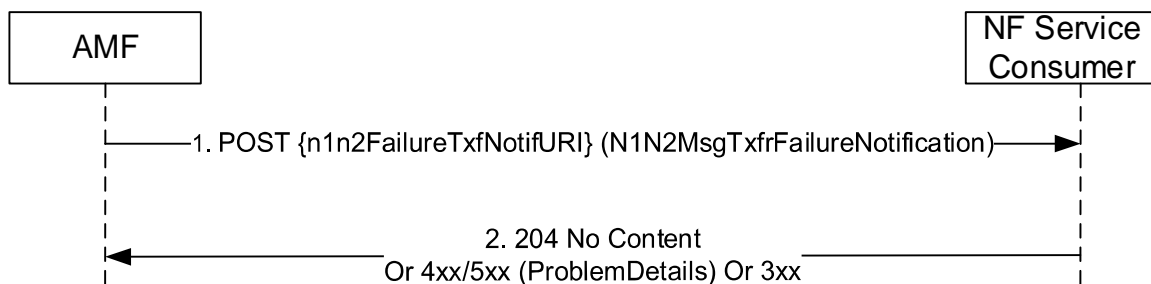 AMF
NF Service
Consumer
1. POST {n1n2FailureTxfNotifURI} (N1N2MsgTxfrFailureNotification)
2. 204 No Content
Or 4xx/5xx (ProblemDetails) Or 3xx